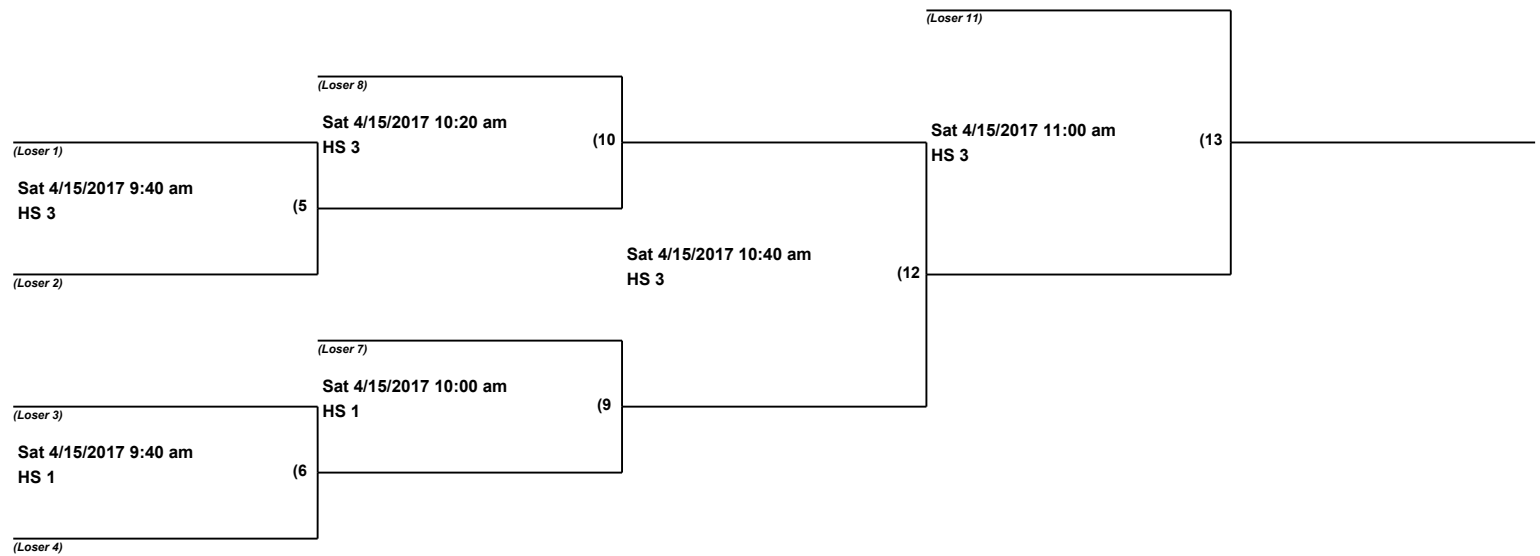 (Loser 11)
(Loser 8)
Sat 4/15/2017 10:20 am
HS 3
(10
Sat 4/15/2017 11:00 am
HS 3
(13
(Loser 1)
Sat 4/15/2017 9:40 am
HS 3
(5
(Loser 2)
Sat 4/15/2017 10:40 am
HS 3
(12
(Loser 7)
Sat 4/15/2017 10:00 am
HS 1
(9
(Loser 3)
Sat 4/15/2017 9:40 am
HS 1
(6
(Loser 4)